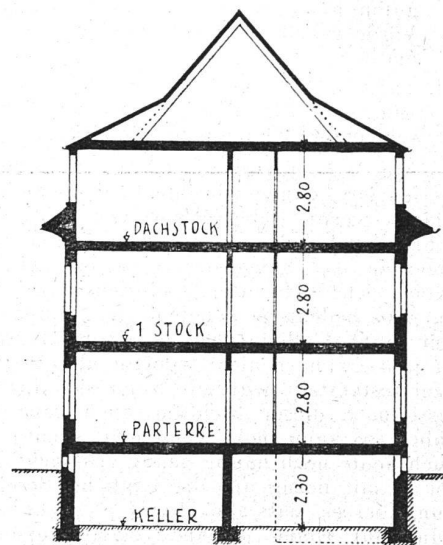 2.80
DACHSTOCK
2.80
1 STOCK
2.80
PARTERRE
2.30
KELLER